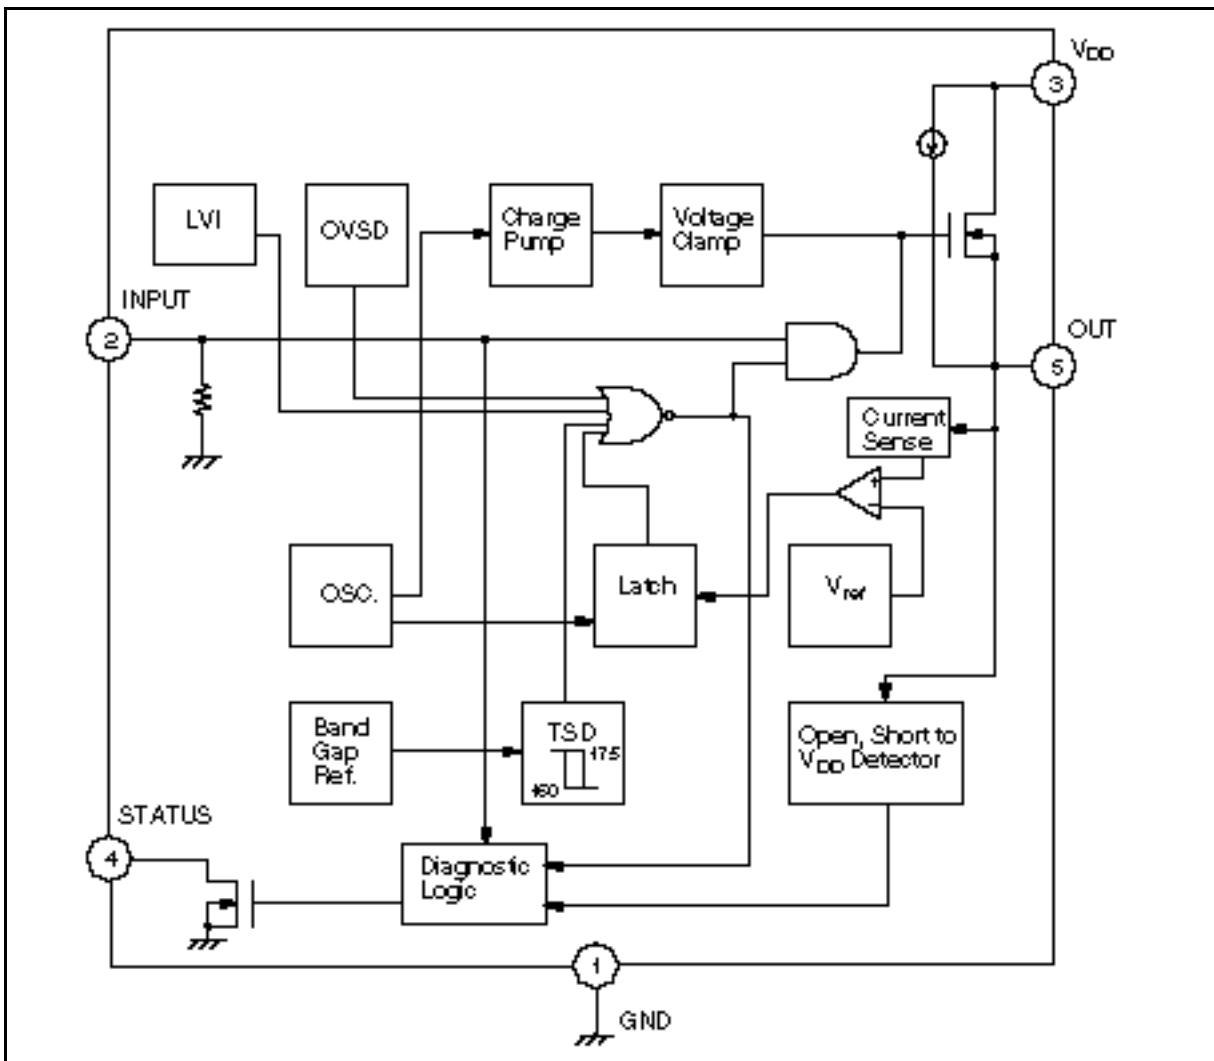 VDD
3
LVI
OVSD
Charge
Pump
Voltage
Clamp
INPUT
2
OUT
5
Current
Sense
+
−
OSC.
Latch
Vref
Band
Gap
Ref.
TSD
175
160
Open, Short to
VDD Detector
STATUS
4
Diagnostic
Logic
1
GND